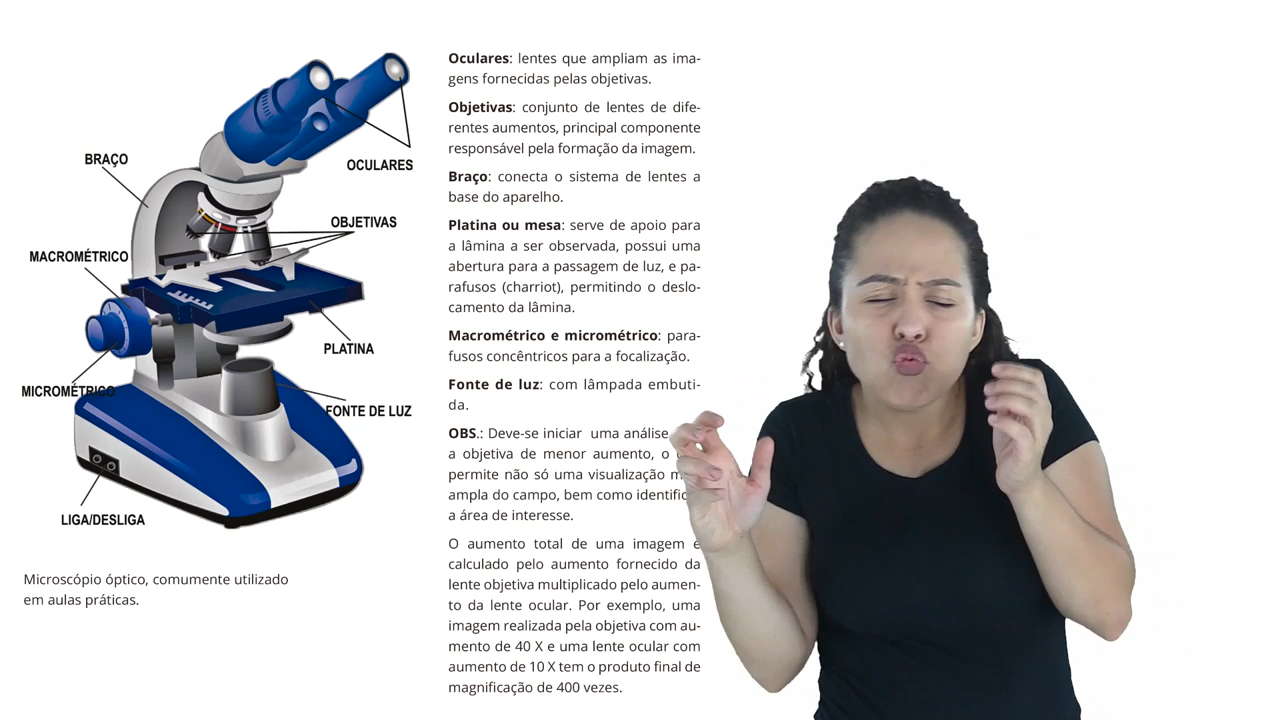 BRAÇO
OCULARES
OBJETIVAS
MACROMÉTRICO
PLATINA
MICROMÉTRICO
FONTE DE LUZ
LIGA/DESLIGA
Microscópio óptico, comumente utilizado
em aulas práticas.
Oculares: lentes que ampliam as ima-
gens fornecidas pelas objetivas.
Objetivas: conjunto de lentes de dife-
rentes aumentos, principal componente
responsável pela formação da imagem.
Braço: conecta o sistema de lentes a
base do aparelho.
Platina ou mesa: serve de apoio para
a lâmina a ser observada, possui uma
abertura para a passagem de luz, e pa-
rafusos (charriot), permitindo o deslo-
camento da lâmina.
Macrométrico e micrométrico: para-
fusos concêntricos para a focalização.
Fonte de luz: com lâmpada embuti-
da.
OBS.: Deve-se iniciar uma análise
a objetiva de menor aumento, o
permite não só uma visualização
ampla do campo, bem como
a área de interesse.
O aumento total de uma imagem é
calculado pelo aumento fornecido da
lente objetiva multiplicado pelo aumen-
to da lente ocular. Por exemplo, uma
imagem realizada pela objetiva com au-
mento de 40 X e uma lente ocular com
aumento de 10 X tem o produto final de
magnificação de 400 vezes.